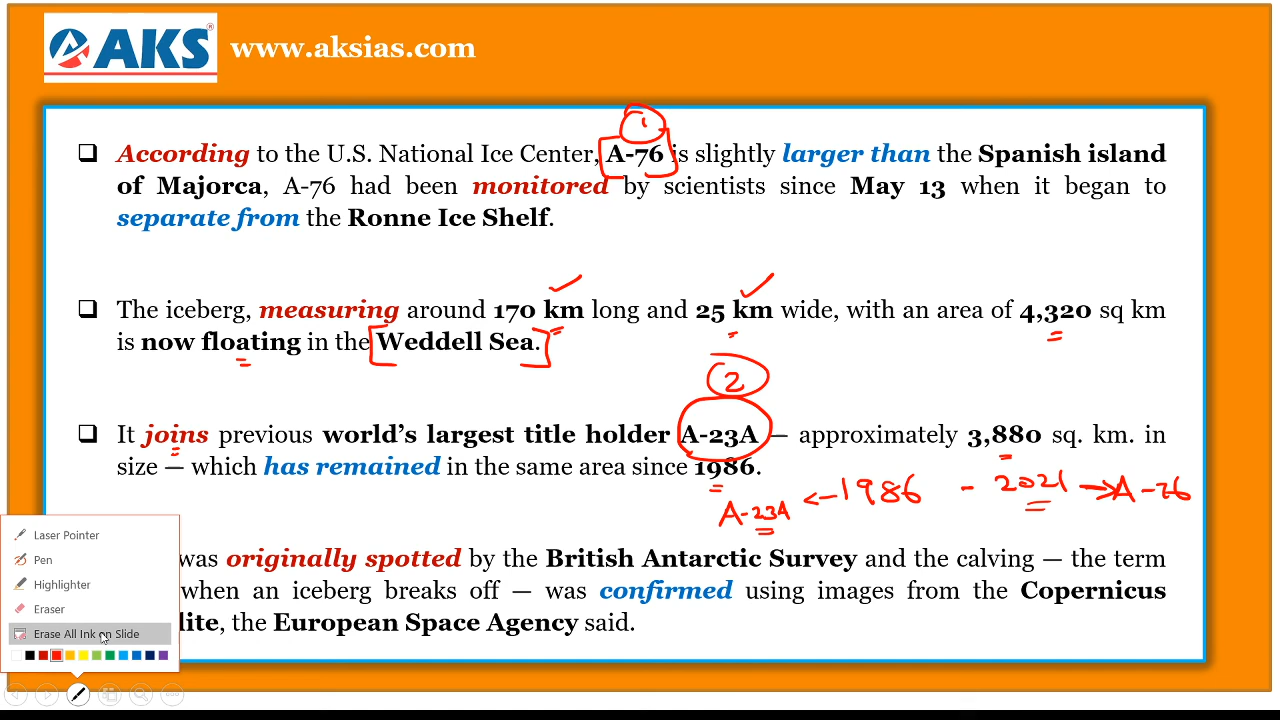 AKS®
www.aksias.com
1
According to the U.S. National Ice Center, A-76 is slightly larger than the Spanish island
of Majorca, A-76 had been monitored by scientists since May 13 when it began to
separate from the Ronne Ice Shelf.
The iceberg, measuring around 170 km long and 25 km wide, with an area of 4,320 sq km
is now floating in the Weddell Sea.
2
It joins previous world's largest title holder A-23A — approximately 3,880 sq. km. in
size — which has remained in the same area since 1986.
A-23A ← 1986 - 2021 → A-76
was originally spotted by the British Antarctic Survey and the calving — the term
when an iceberg breaks off — was confirmed using images from the Copernicus
lite, the European Space Agency said.
Laser Pointer
Pen
Highlighter
Eraser
Erase All Ink on Slide